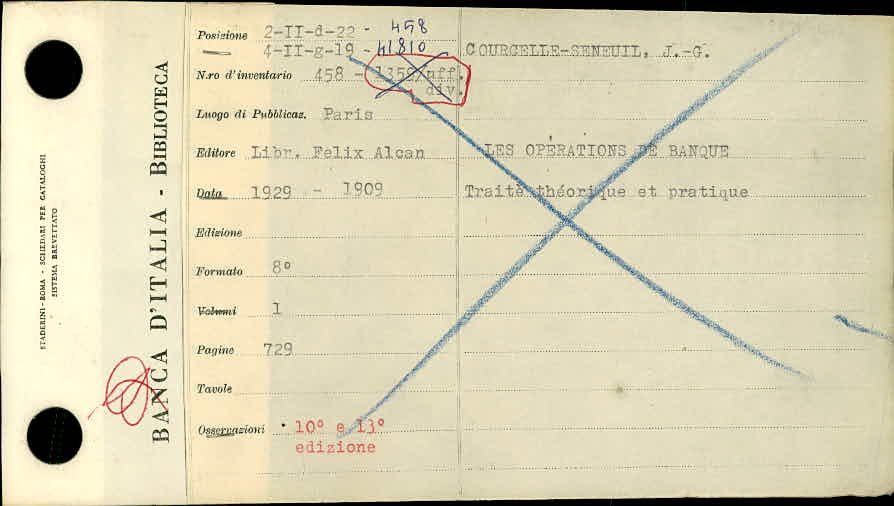 Posizione 2-II-d-22 - 458
4-II-g-19 - 41810
COURCELLE-SENEUIL, J.-G.
N.ro d'inventario 458 - 1359/uff.
div.
Luogo di Pubblicaz. Paris
Editore Libr. Felix Alcan
LES OPÉRATIONS DE BANQUE
Data 1929 - 1909
Traité théorique et pratique
Edizione
Formato 8°
Volumi 1
Pagine 729
Tavole
Osservazioni 10° e 13°
edizione
BANCA D'ITALIA - BIBLIOTECA
STADERINI - ROMA - SCHEDARI PER CATALOGHI
SISTEMA BREVETTATO